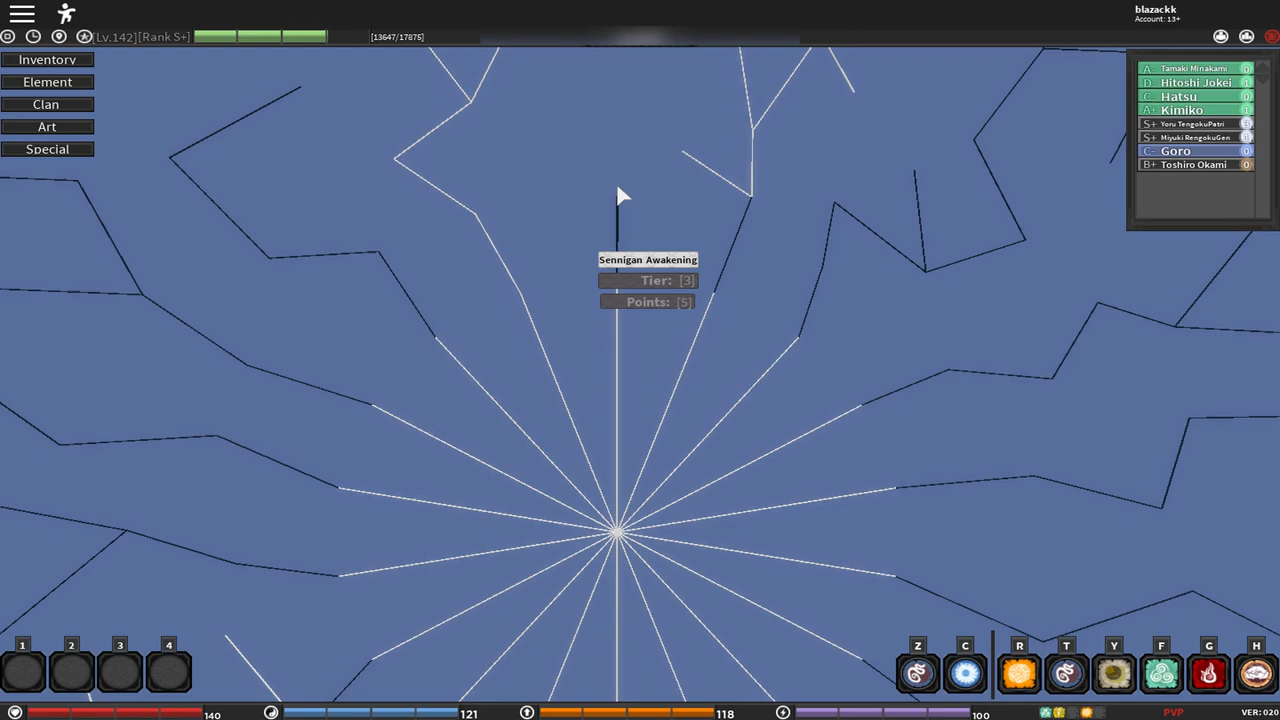 blazackk
Account: 13+
[Lv.142][Rank S+]
[13647/17875]
Inventory
Element
Clan
Art
Special
A- Tamaki Minakami 0
D- Hitoshi Jokei 1
C- Hatsu 0
A+ Kimiko 1
S+ Yoru TengokuPatri
S+ Miyuki RengokuGen 1
C- Goro 0
B+ Toshiro Okami 0
Sennigan Awakening
Tier: [3]
Points: [5]
1 2 3 4
Z C R T Y F G H
140 121 118 100
PVP
VER:020